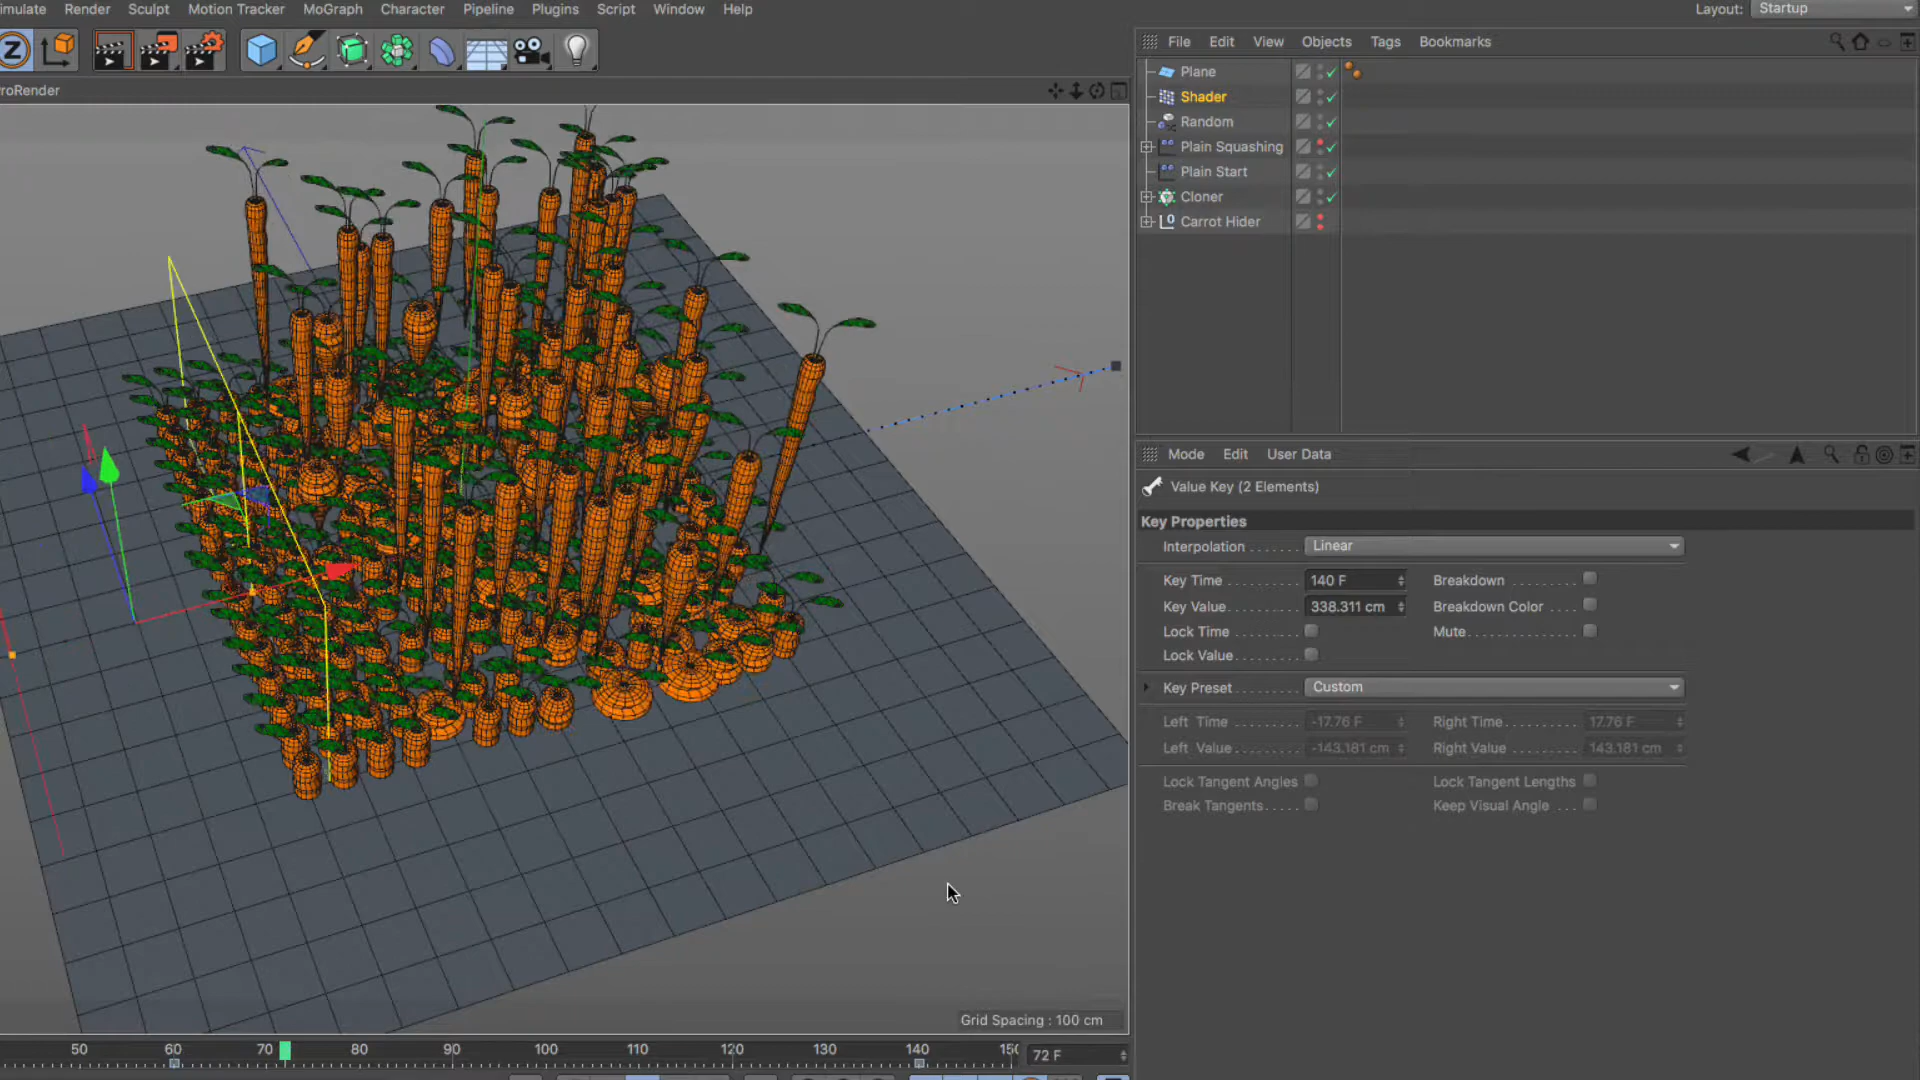 imulate Render Sculpt Motion Tracker MoGraph Character Pipeline Plugins Script Window Help
Layout: Startup
File Edit View Objects Tags Bookmarks
roRender
Plane
Shader
Random
Plain Squashing
Plain Start
Cloner
Carrot Hider
Mode Edit User Data
Value Key (2 Elements)
Key Properties
Interpolation ....... Linear
Key Time ........... 140 F Breakdown .........
Key Value.......... 338.311 cm Breakdown Color ....
Lock Time Mute................
Lock Value
Key Preset Custom
Left Time -17.76 F Right Time 17.76 F
Left Value -143.181 cm Right Value 143.181 cm
Lock Tangent Angles Lock Tangent Lengths
Break Tangents..... Keep Visual Angle ...
Grid Spacing : 100 cm
50 60 70 80 90 100 110 120 130 140 150 72 F